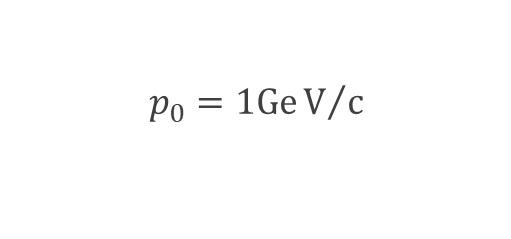 p₀ = 1GeV/c